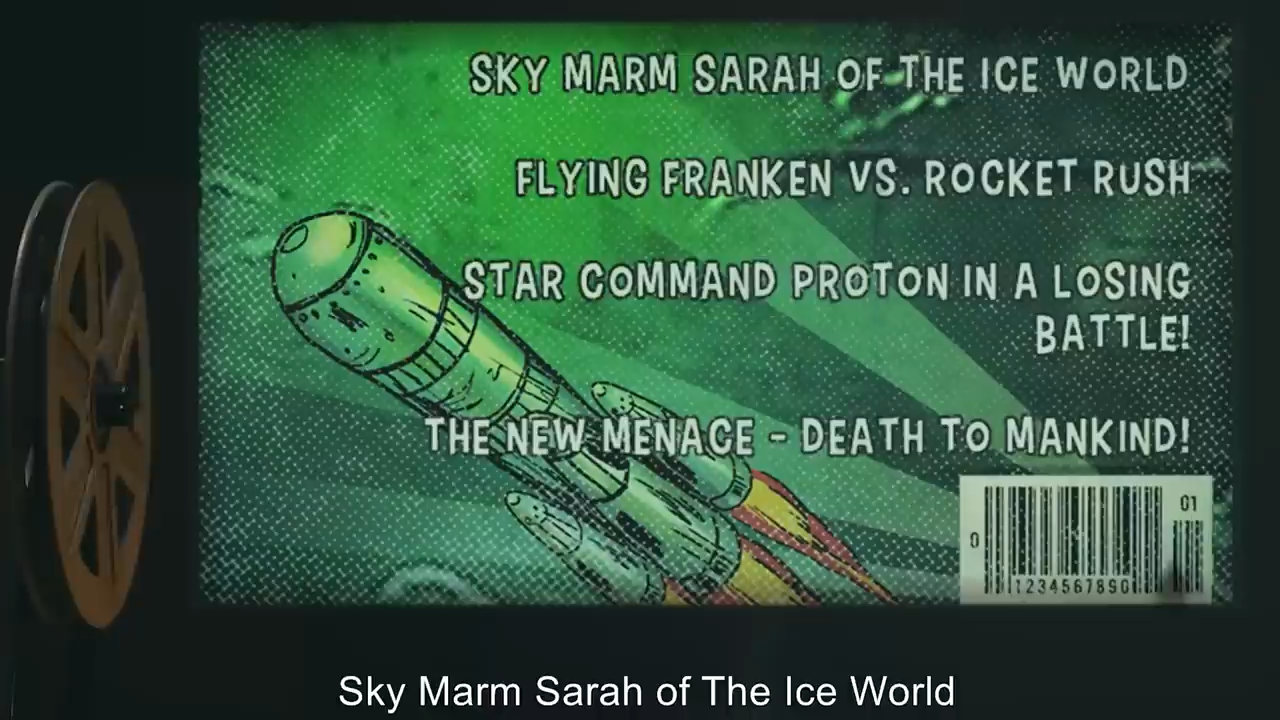 SKY MARM SARAH OF THE ICE WORLD
FLYING FRANKEN VS. ROCKET RUSH
STAR COMMAND PROTON IN A LOSING
BATTLE!
THE NEW MENACE - DEATH TO MANKIND!
01
0
1234567890
Sky Marm Sarah of The Ice World